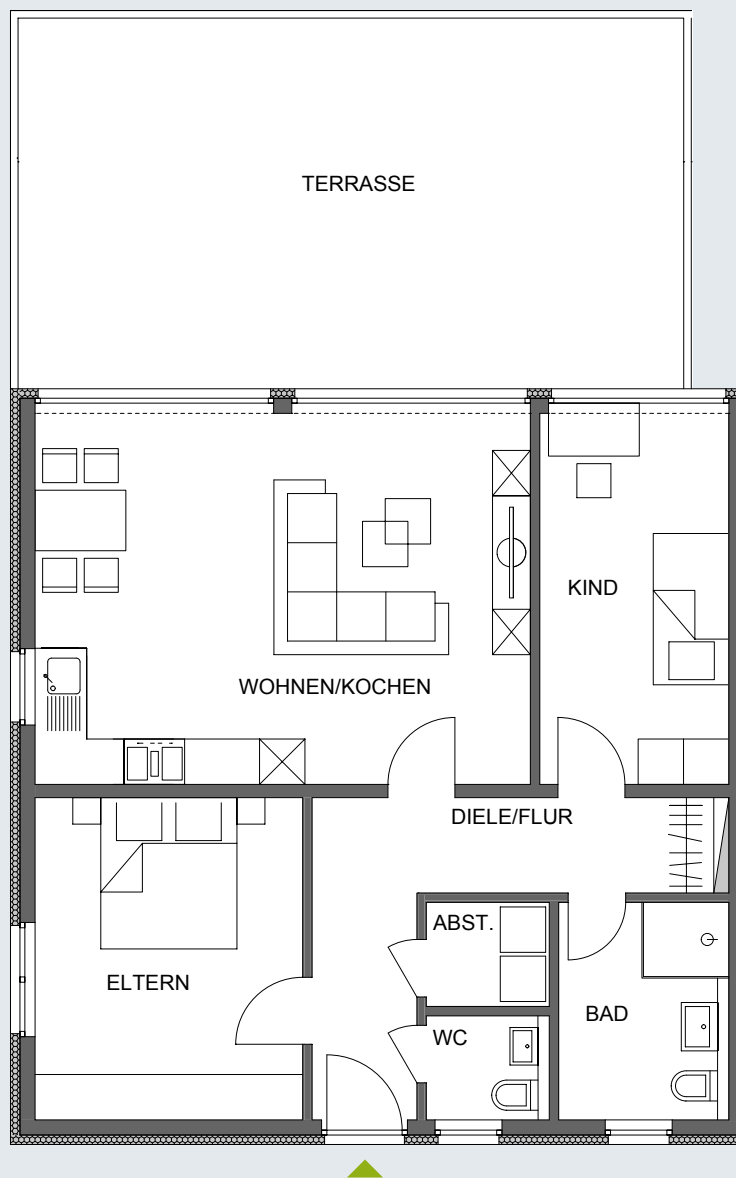 TERRASSE
KIND
WOHNEN/KOCHEN
DIELE/FLUR
ABST.
ELTERN
BAD
WC